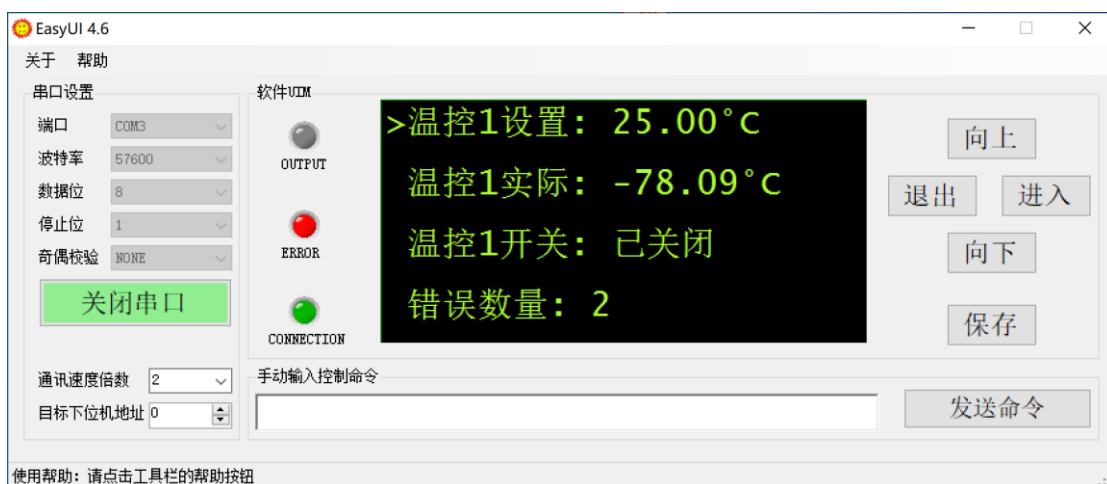 EasyUI 4.6
关于 帮助
串口设置
端口 COM3
波特率 57600
数据位 8
停止位 1
奇偶校验 NONE
关闭串口
通讯速度倍数 2
目标下位机地址 0
软件UIM
OUTPUT
ERROR
CONNECTION
>温控1设置: 25.00°C
温控1实际: -78.09°C
温控1开关: 已关闭
错误数量: 2
向上
退出 进入
向下
保存
手动输入控制命令
发送命令
使用帮助: 请点击工具栏的帮助按钮